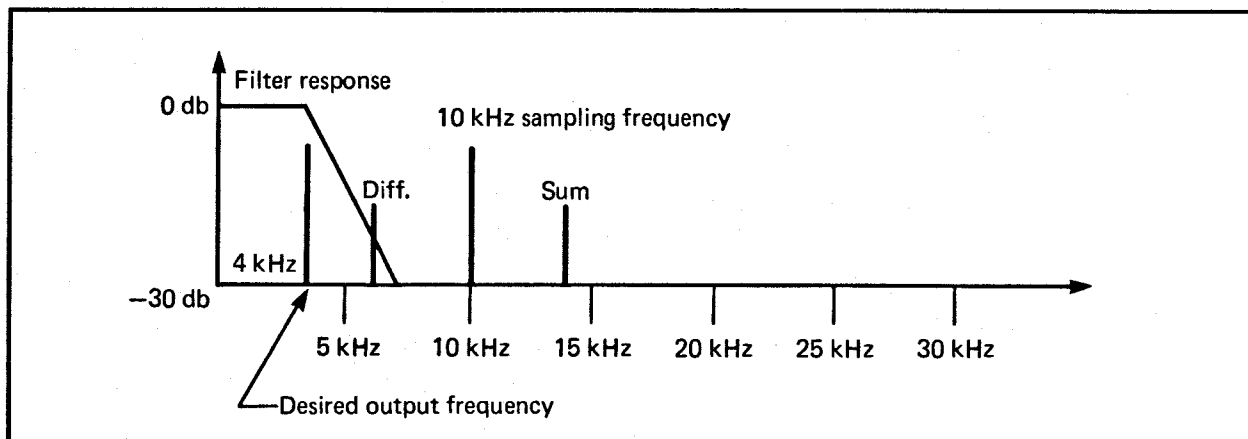 Filter response
0 db
10 kHz sampling frequency
Diff.
Sum
4 kHz
−30 db
5 kHz 10 kHz 15 kHz 20 kHz 25 kHz 30 kHz
Desired output frequency